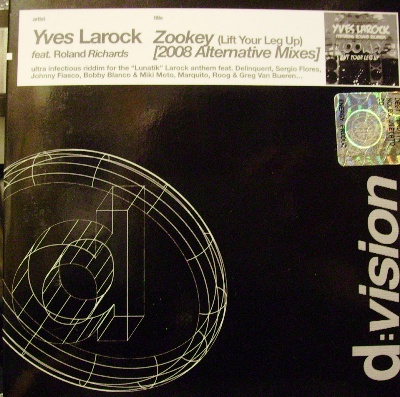 artist
title
Yves Larock
Zookey (Lift Your Leg Up)
feat. Roland Richards
[2008 Alternative Mixes]
ultra infectious riddim for the "Lunatik" Larock anthem feat. Delinquent, Sergio Flores,
Johnny Fiasco, Bobby Blanco & Miki Moto, Marquito, Roog & Greg Van Bueren...
YVES LAROCK
LIFT YOUR LEG UP
d:vision